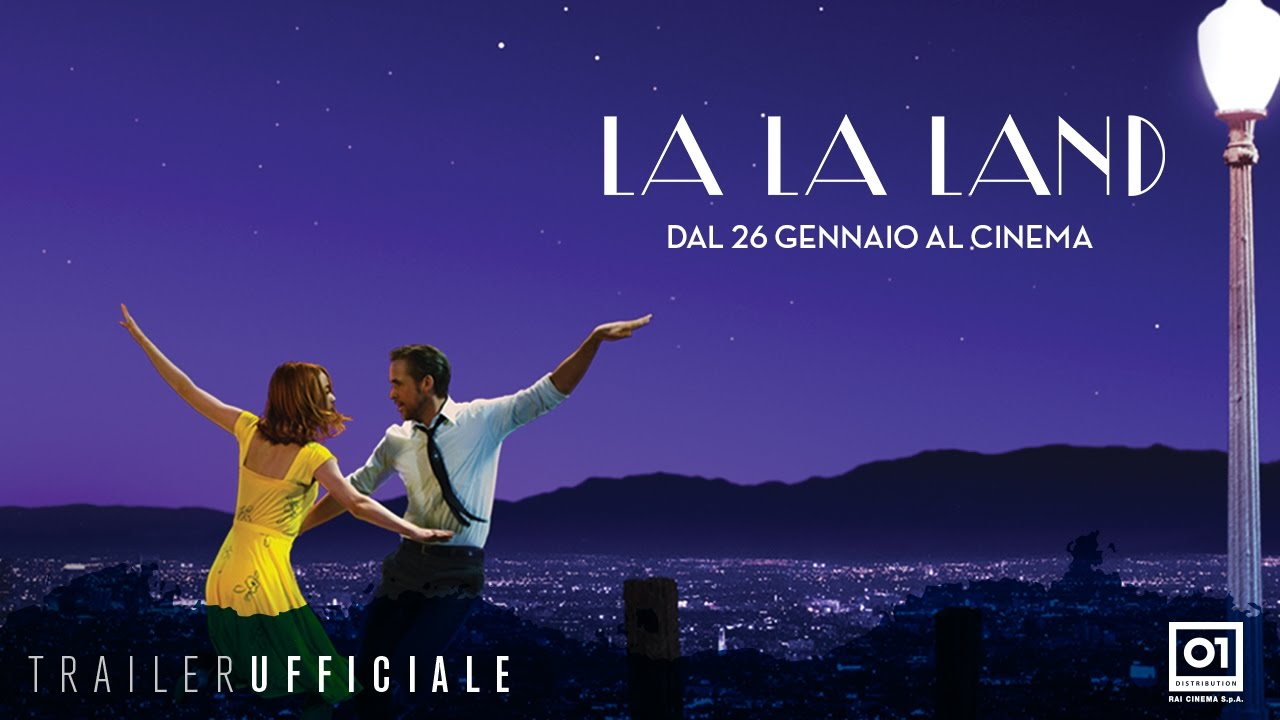 LA LA LAND
DAL 26 GENNAIO AL CINEMA
TRAILERUFFICIALE
01
DISTRIBUTION
RAI CINEMA S.p.A.